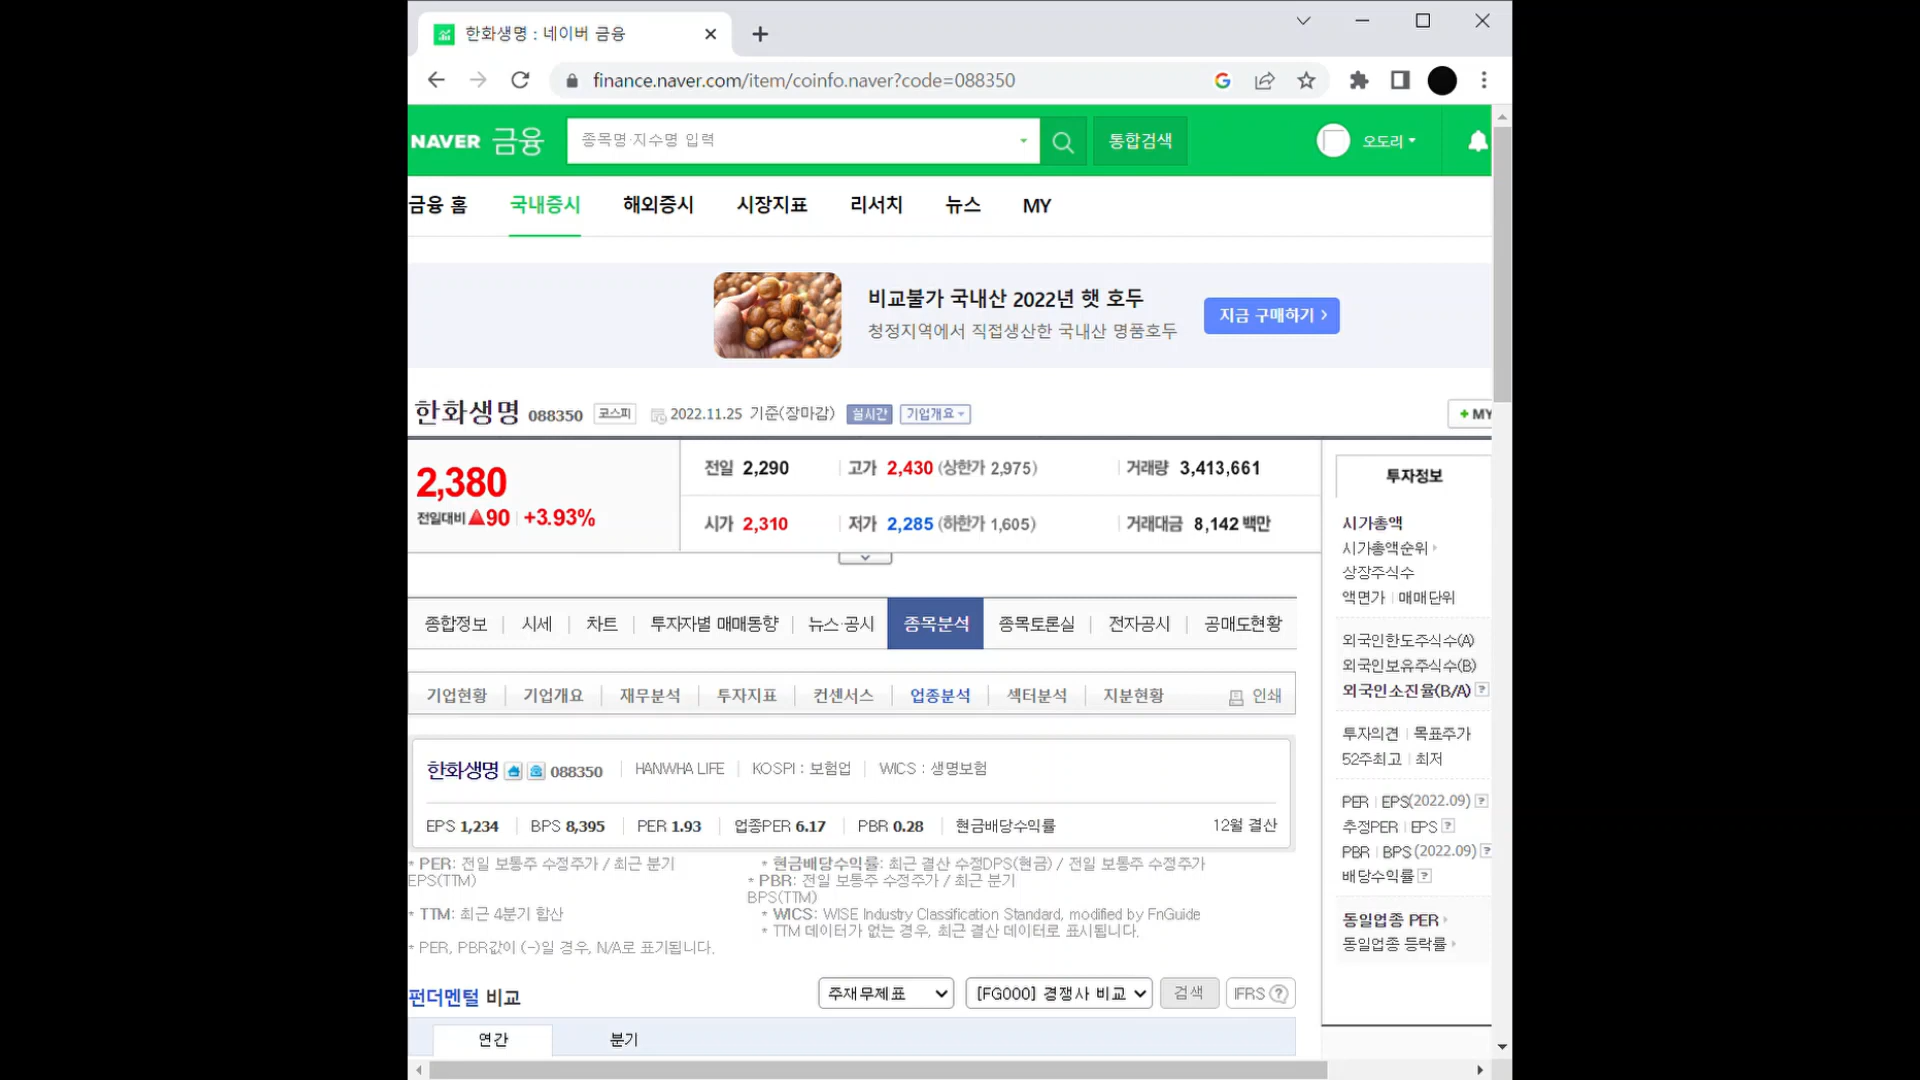 한화생명 : 네이버 금융
finance.naver.com/item/coinfo.naver?code=088350
NAVER 금융
종목명·지수명 입력
통합검색
오도리
금융 홈 국내증시 해외증시 시장지표 리서치 뉴스 MY
비교불가 국내산 2022년 햇 호두
청정지역에서 직접생산한 국내산 명품호두
지금 구매하기
한화생명 088350 코스피 2022.11.25 기준(장마감) 실시간 기업개요
+ MY
2,380
전일대비 ▲90 +3.93%
전일 2,290 고가 2,430 (상한가 2,975) 거래량 3,413,661
시가 2,310 저가 2,285 (하한가 1,605) 거래대금 8,142 백만
종합정보 시세 차트 투자자별 매매동향 뉴스·공시 종목분석 종목토론실 전자공시 공매도현황
기업현황 기업개요 재무분석 투자지표 컨센서스 업종분석 섹터분석 지분현황 인쇄
한화생명 088350 HANWHA LIFE KOSPI : 보험업 WICS : 생명보험
EPS 1,234 BPS 8,395 PER 1.93 업종PER 6.17 PBR 0.28 현금배당수익률 12월 결산
* PER: 전일 보통주 수정주가 / 최근 분기
EPS(TTM)
* TTM: 최근 4분기 합산
* PER, PBR값이 (-)일 경우, N/A로 표기됩니다.
* 현금배당수익률: 최근 결산 수정DPS(현금) / 전일 보통주 수정주가
* PBR: 전일 보통주 수정주가 / 최근 분기
BPS(TTM)
* WICS: WISE Industry Classification Standard, modified by FnGuide
* TTM 데이터가 없는 경우, 최근 결산 데이터로 표시됩니다.
펀더멘털 비교
주재무제표 [FG000] 경쟁사 비교 검색 IFRS ?
연간 분기
투자정보
시가총액
시가총액순위
상장주식수
액면가 매매단위
외국인한도주식수(A)
외국인보유주식수(B)
외국인소진율(B/A) ?
투자의견 목표주가
52주최고 최저
PER EPS(2022.09) ?
추정PER EPS ?
PBR BPS (2022.09) ?
배당수익률 ?
동일업종 PER
동일업종 등락률